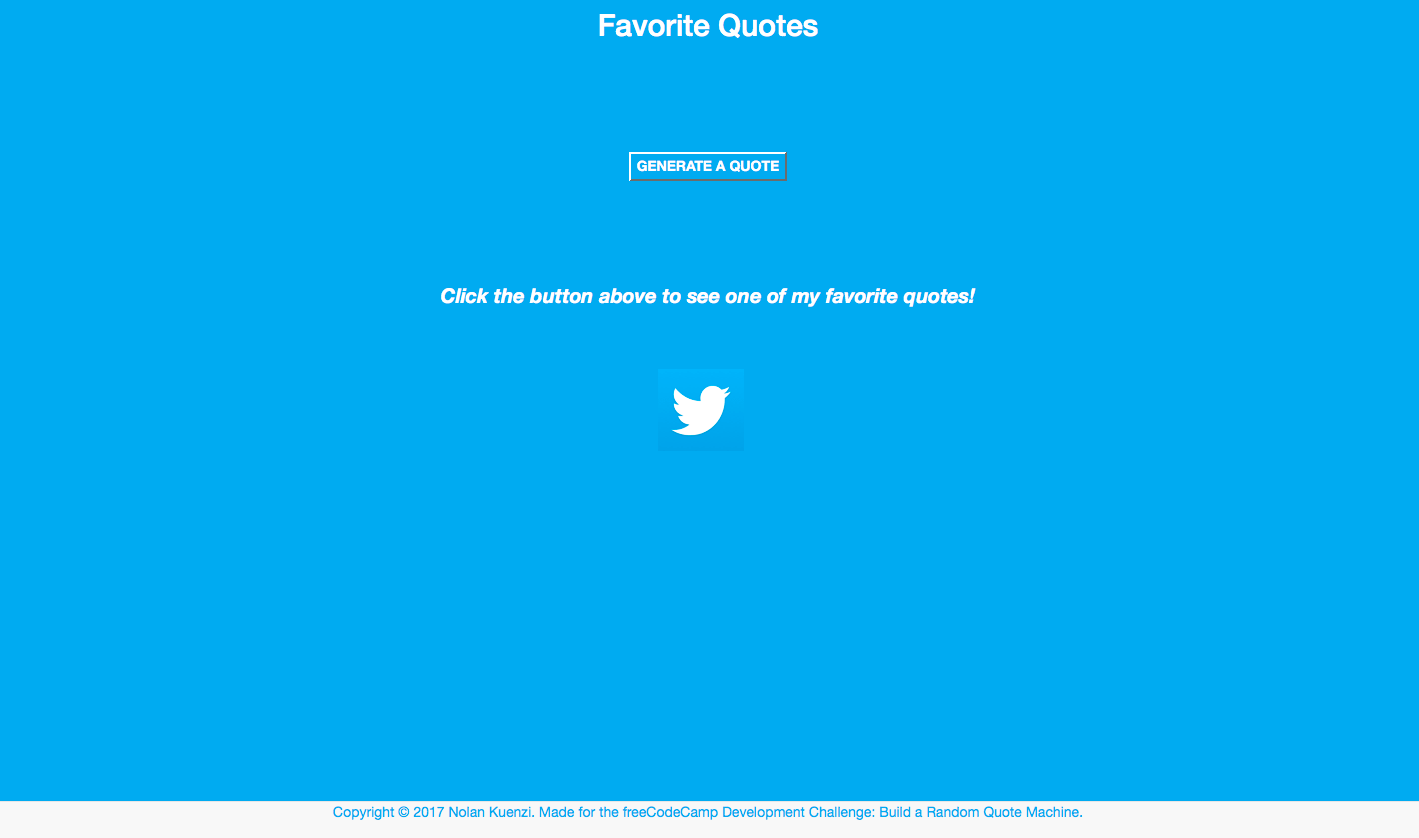 Favorite Quotes
GENERATE A QUOTE
Click the button above to see one of my favorite quotes!
Copyright © 2017 Nolan Kuenzi. Made for the freeCodeCamp Development Challenge: Build a Random Quote Machine.